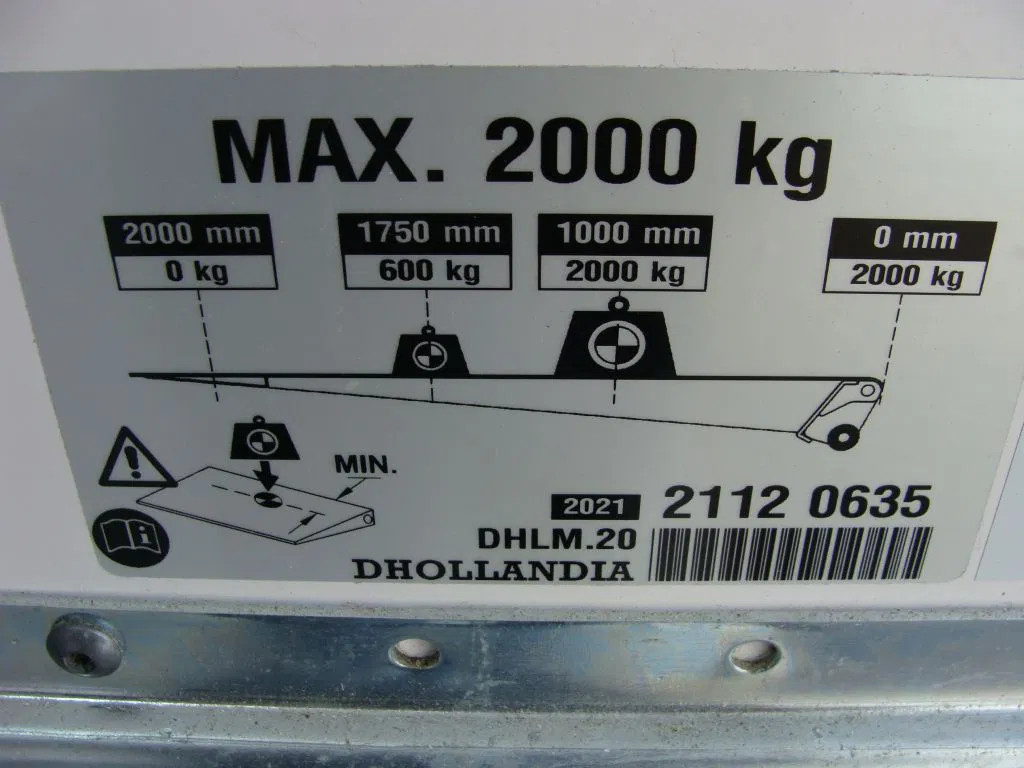 MAX. 2000 kg
2000 mm
0 kg
1750 mm
600 kg
1000 mm
2000 kg
0 mm
2000 kg
MIN.
2021 2112 0635
DHLM.20
DHOLLANDIA